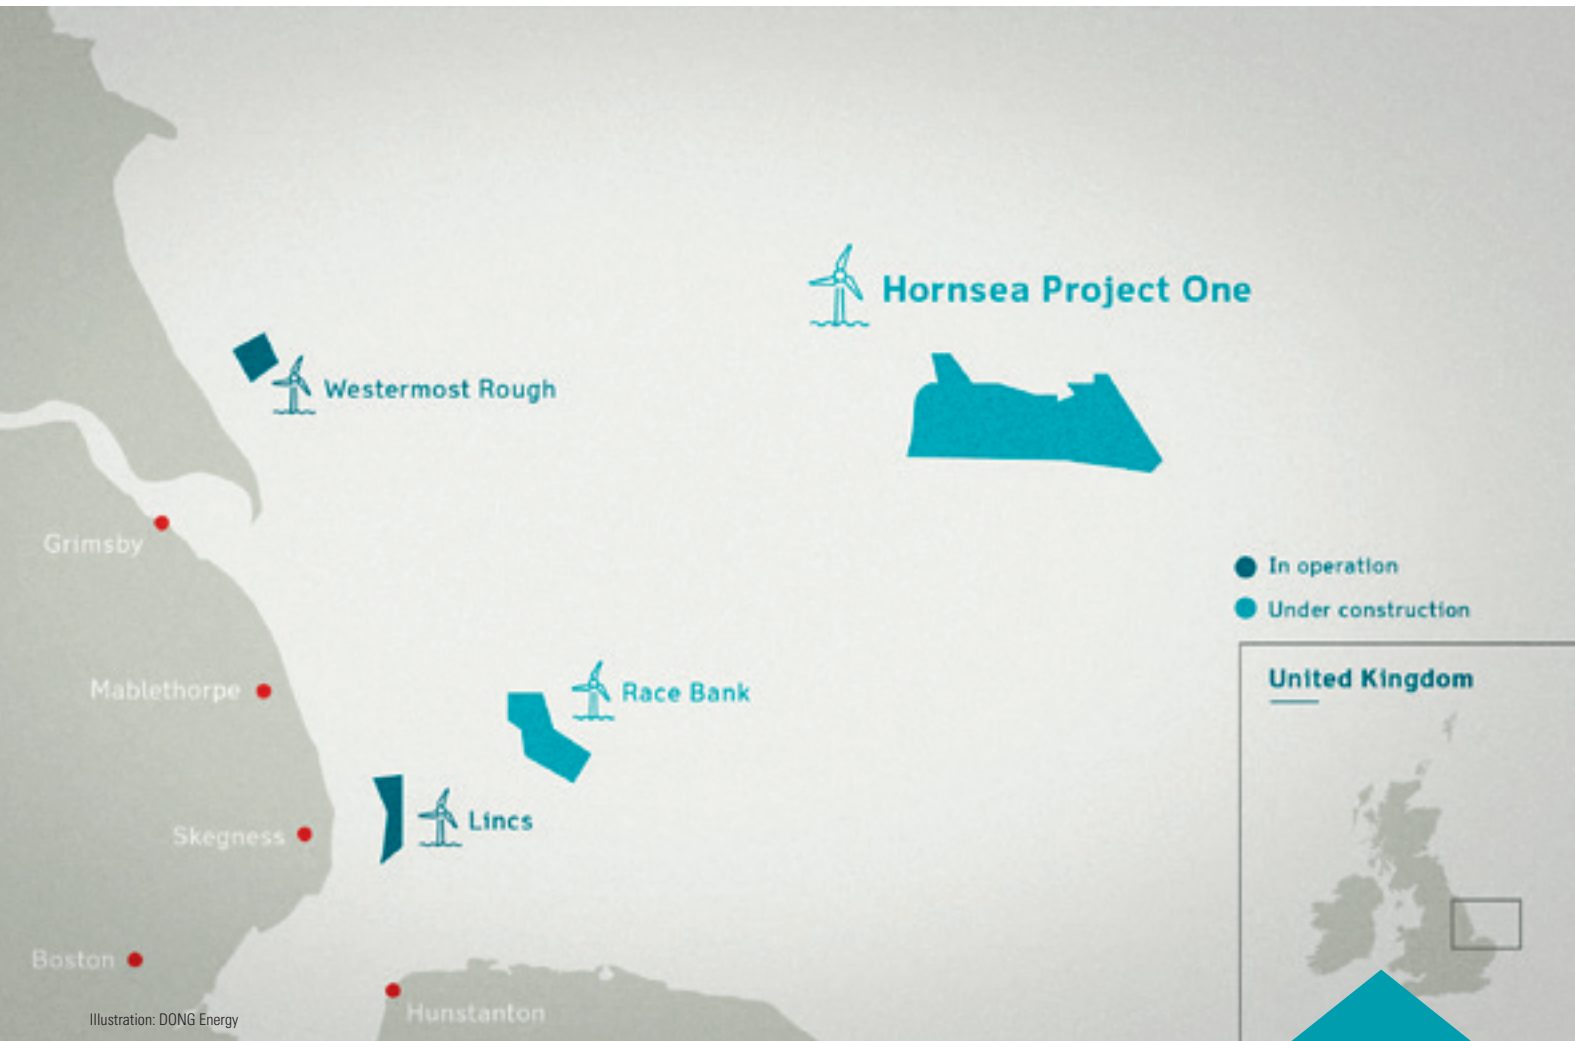 Hornsea Project One
Westermost Rough
Grimsby
In operation
Under construction
United Kingdom
Mablethorpe
Race Bank
Lincs
Skegness
Boston
Hunstanton
Illustration: DONG Energy